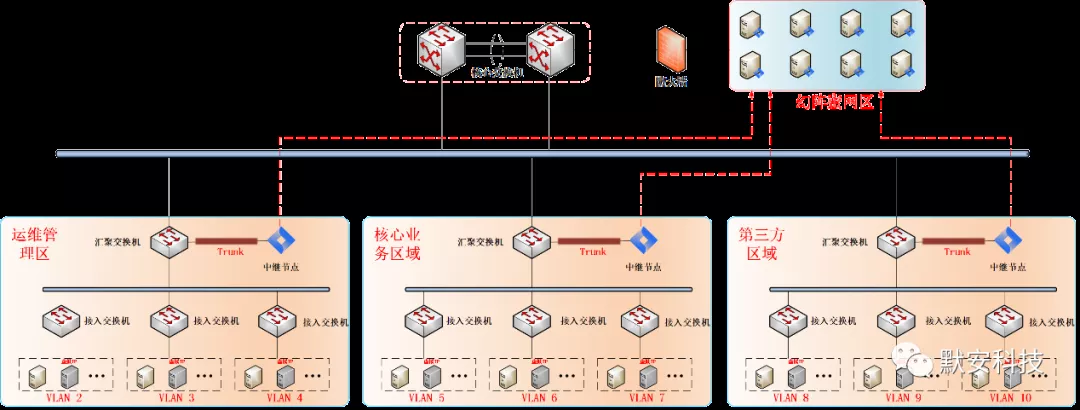 核心交换机
防火墙
幻阵蜜网区
运维管
理区
汇聚交换机
Trunk
中继节点
接入交换机
接入交换机
接入交换机
VLAN 2
VLAN 3
VLAN 4
核心业
务区域
汇聚交换机
Trunk
中继节点
接入交换机
接入交换机
接入交换机
VLAN 5
VLAN 6
VLAN 7
第三方
区域
汇聚交换机
Trunk
中继节点
接入交换机
接入交换机
接入交换机
VLAN 8
VLAN 9
VLAN 10
默安科技